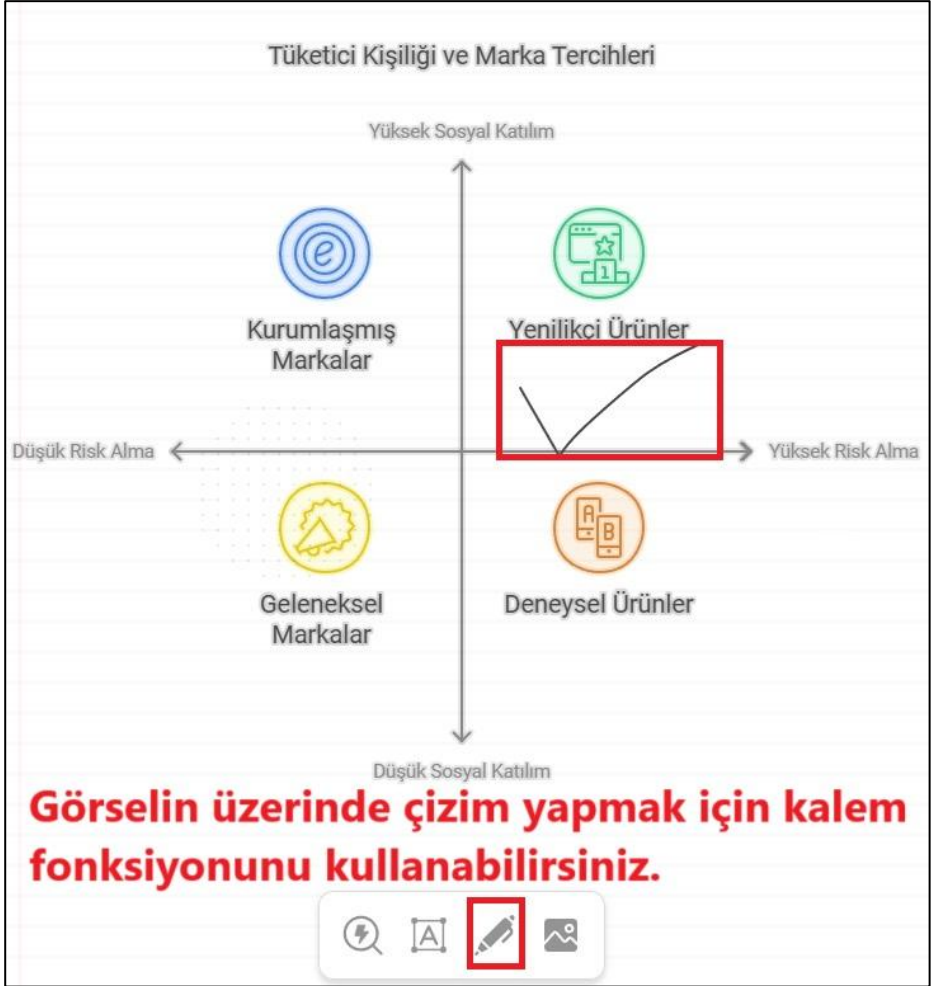 Tüketici Kişiliği ve Marka Tercihleri
Yüksek Sosyal Katılım
e
1
Kurumlaşmış
Markalar
Yenilikçi Ürünler
Düşük Risk Alma
Yüksek Risk Alma
A
B
Geleneksel
Markalar
Deneysel Ürünler
Düşük Sosyal Katılım
Görselin üzerinde çizim yapmak için kalem
fonksiyonunu kullanabilirsiniz.
A